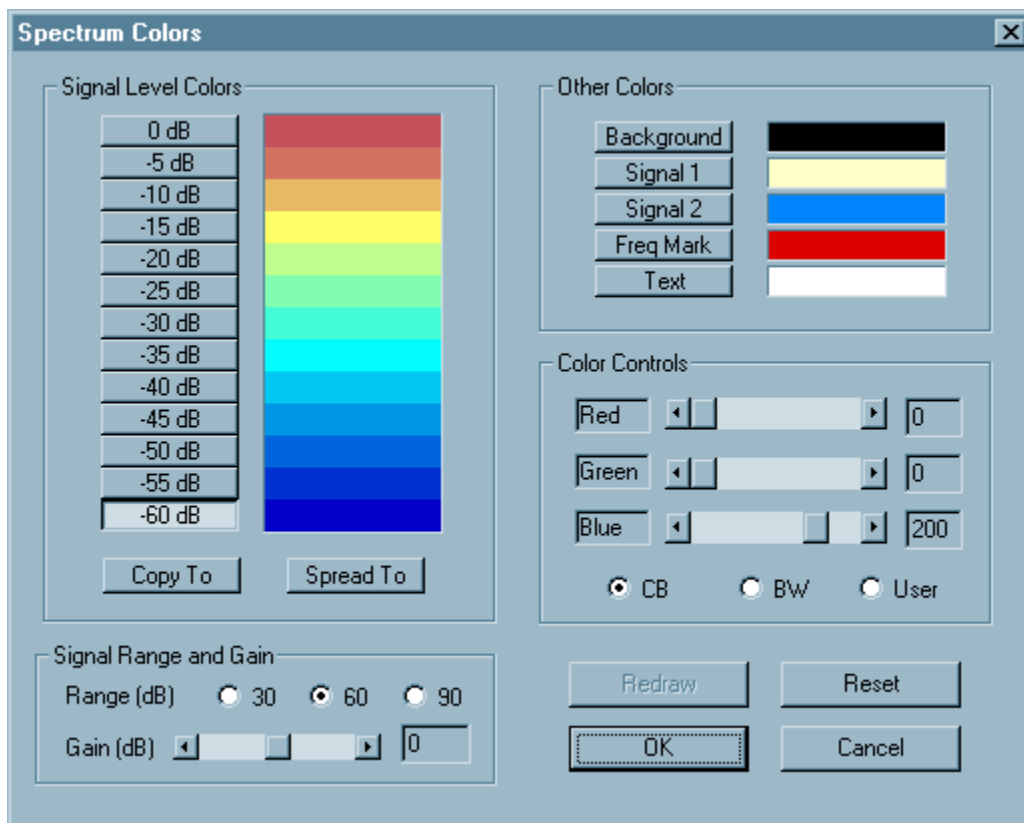 Spectrum Colors
Signal Level Colors
0 dB
-5 dB
-10 dB
-15 dB
-20 dB
-25 dB
-30 dB
-35 dB
-40 dB
-45 dB
-50 dB
-55 dB
-60 dB
Copy To Spread To
Other Colors
Background
Signal 1
Signal 2
Freq Mark
Text
Color Controls
Red 0
Green 0
Blue 200
CB BW User
Signal Range and Gain
Range (dB) 30 60 90
Gain (dB) 0
Redraw Reset
OK Cancel